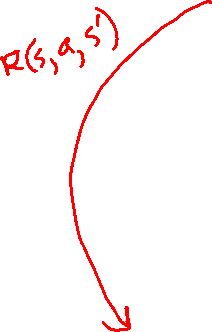 R(s, a, s')